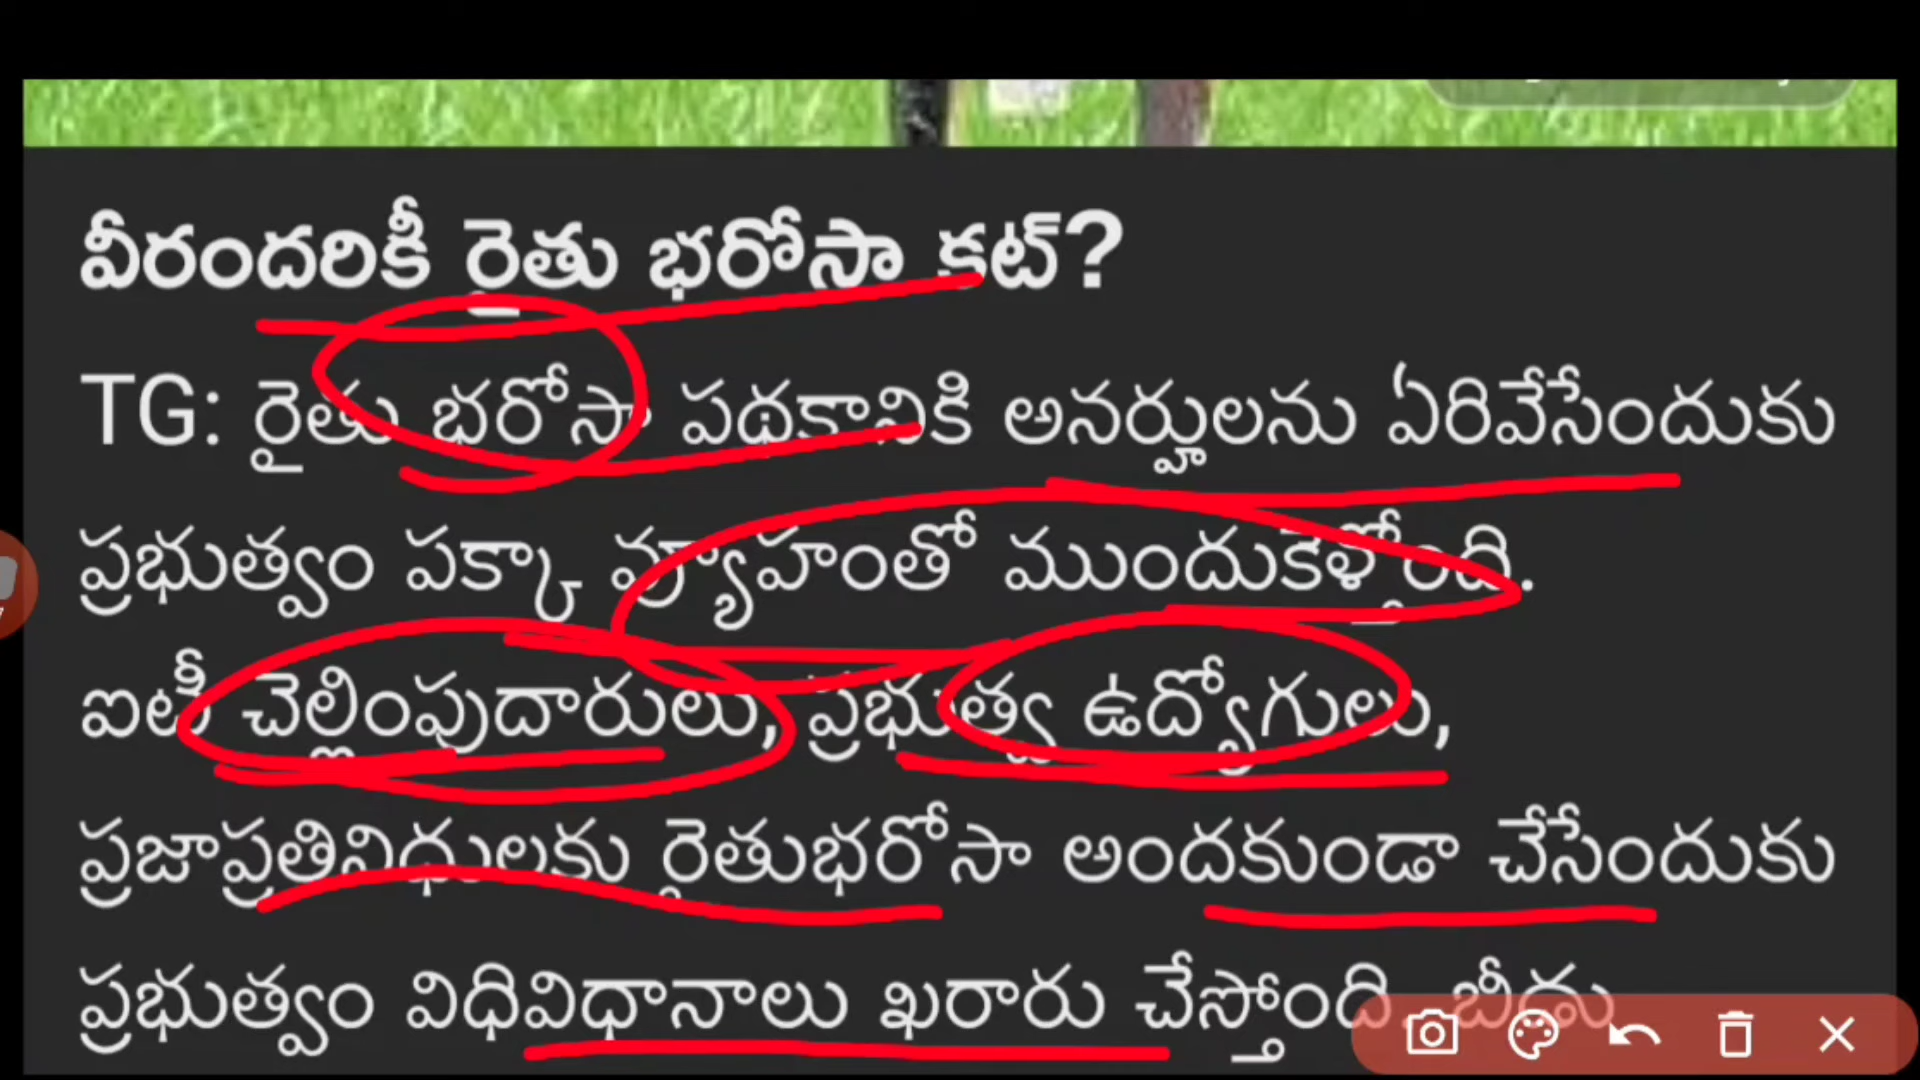 వీరందరికీ రైతు భరోసా కట్?
TG: రైతు భరోసా పథకానికి అనర్హులను ఏరివేసేందుకు
ప్రభుత్వం పక్కా వ్యూహంతో ముందుకెళ్తోంది.
ఐటీ చెల్లింపుదారులు, ప్రభుత్వ ఉద్యోగులు,
ప్రజాప్రతినిధులకు రైతుభరోసా అందకుండా చేసేందుకు
ప్రభుత్వం విధివిధానాలు ఖరారు చేస్తోంది. బీడు